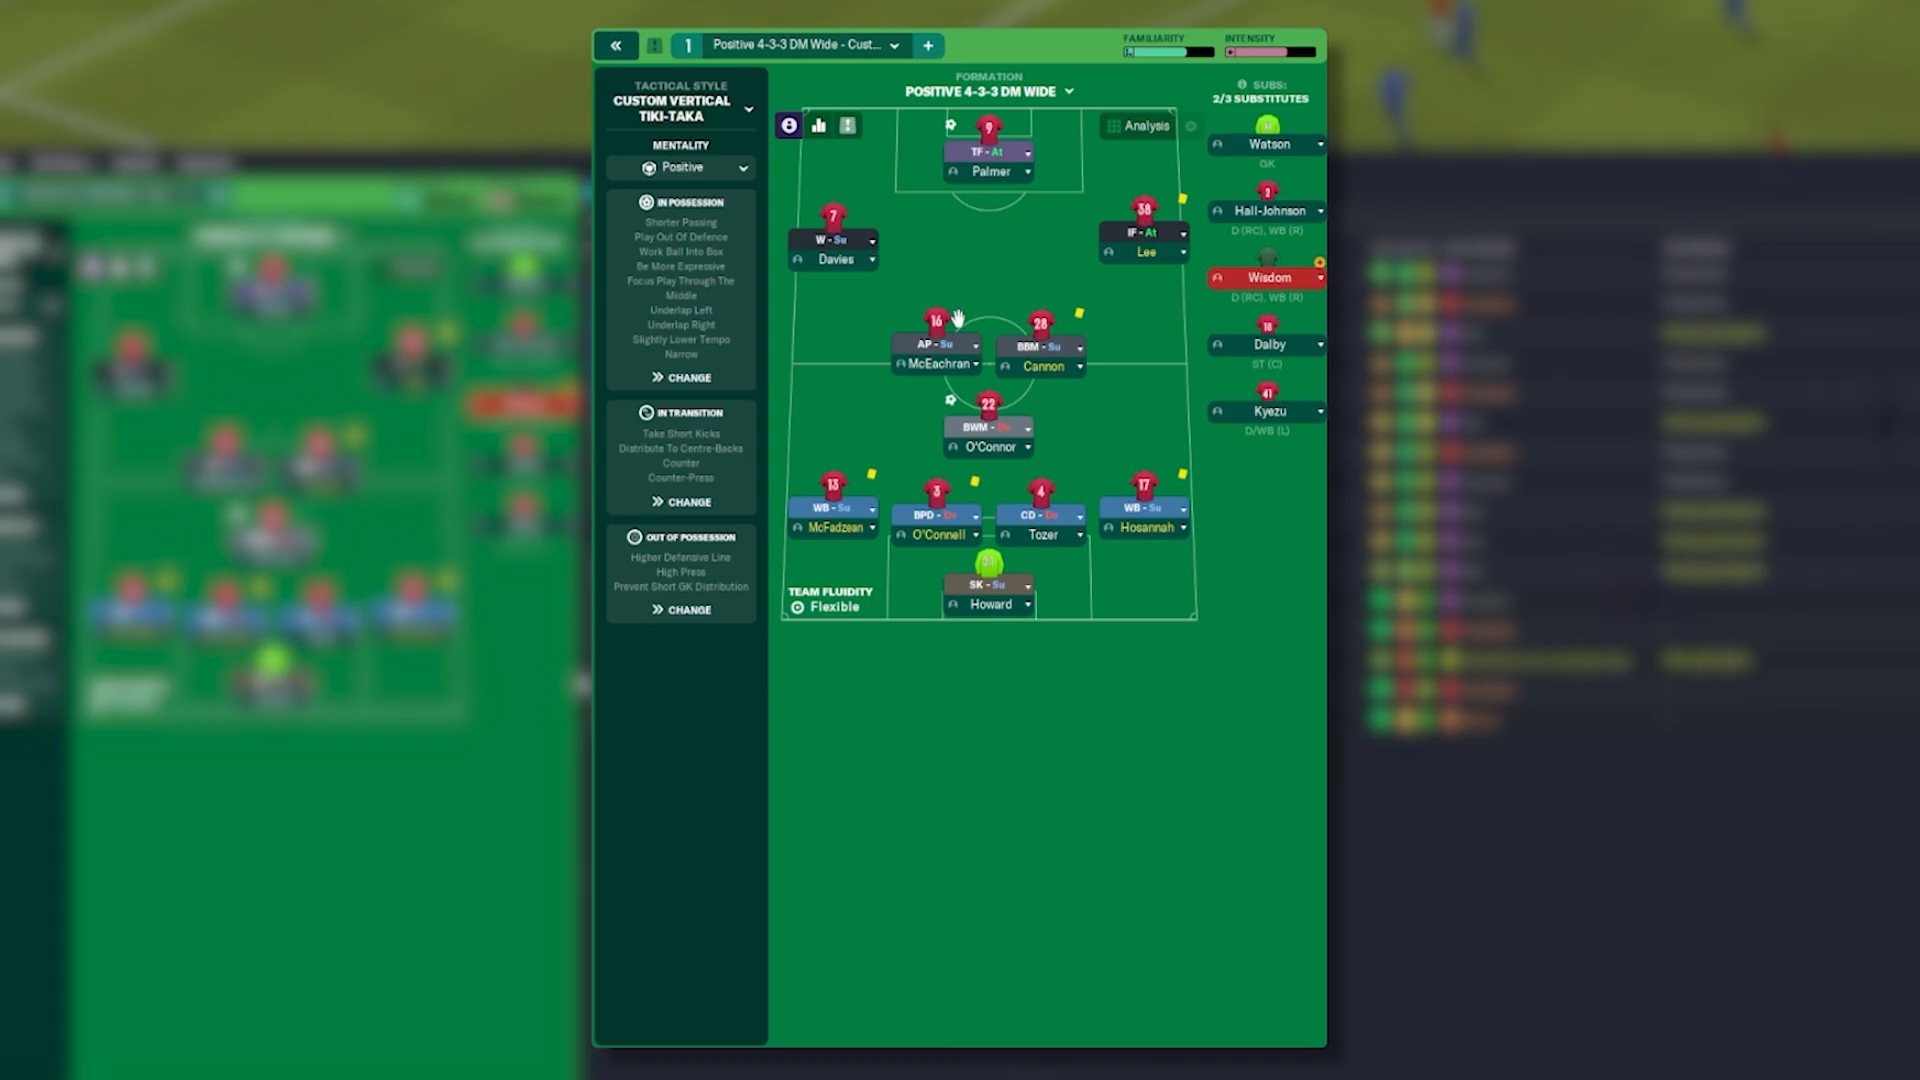 1 Positive 4-3-3 DM Wide - Cust...
FAMILIARITY
INTENSITY
TACTICAL STYLE
CUSTOM VERTICAL
TIKI-TAKA
MENTALITY
Positive
IN POSSESSION
Shorter Passing
Play Out Of Defence
Work Ball Into Box
Be More Expressive
Focus Play Through The
Middle
Underlap Left
Underlap Right
Slightly Lower Tempo
Narrow
CHANGE
IN TRANSITION
Take Short Kicks
Distribute To Centre-Backs
Counter
Counter-Press
CHANGE
OUT OF POSSESSION
Higher Defensive Line
High Press
Prevent Short GK Distribution
CHANGE
FORMATION
POSITIVE 4-3-3 DM WIDE
Analysis
9
TF - At
Palmer
7
W - Su
Davies
38
IF - At
Lee
16
AP - Su
McEachran
28
BBM - Su
Cannon
22
BWM - De
O'Connor
13
WB - Su
McFadzean
3
BPD - De
O'Connell
4
CD - De
Tozer
17
WB - Su
Hosannah
SK - Su
Howard
TEAM FLUIDITY
Flexible
SUBS:
2/3 SUBSTITUTES
Watson
GK
2
Hall-Johnson
D (RC), WB (R)
Wisdom
D (RC), WB (R)
18
Dalby
ST (C)
41
Kyezu
D/WB (L)